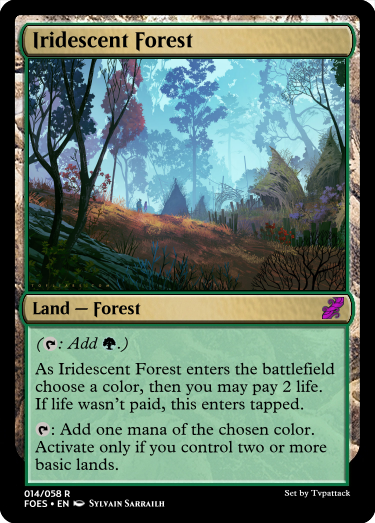 Iridescent Forest
Land — Forest
(: Add .)
As Iridescent Forest enters the battlefield
choose a color, then you may pay 2 life.
If life wasn't paid, this enters tapped.
: Add one mana of the chosen color.
Activate only if you control two or more
basic lands.
014/058 R
Set by Tvpattack
FOES • EN Sylvain Sarrailh